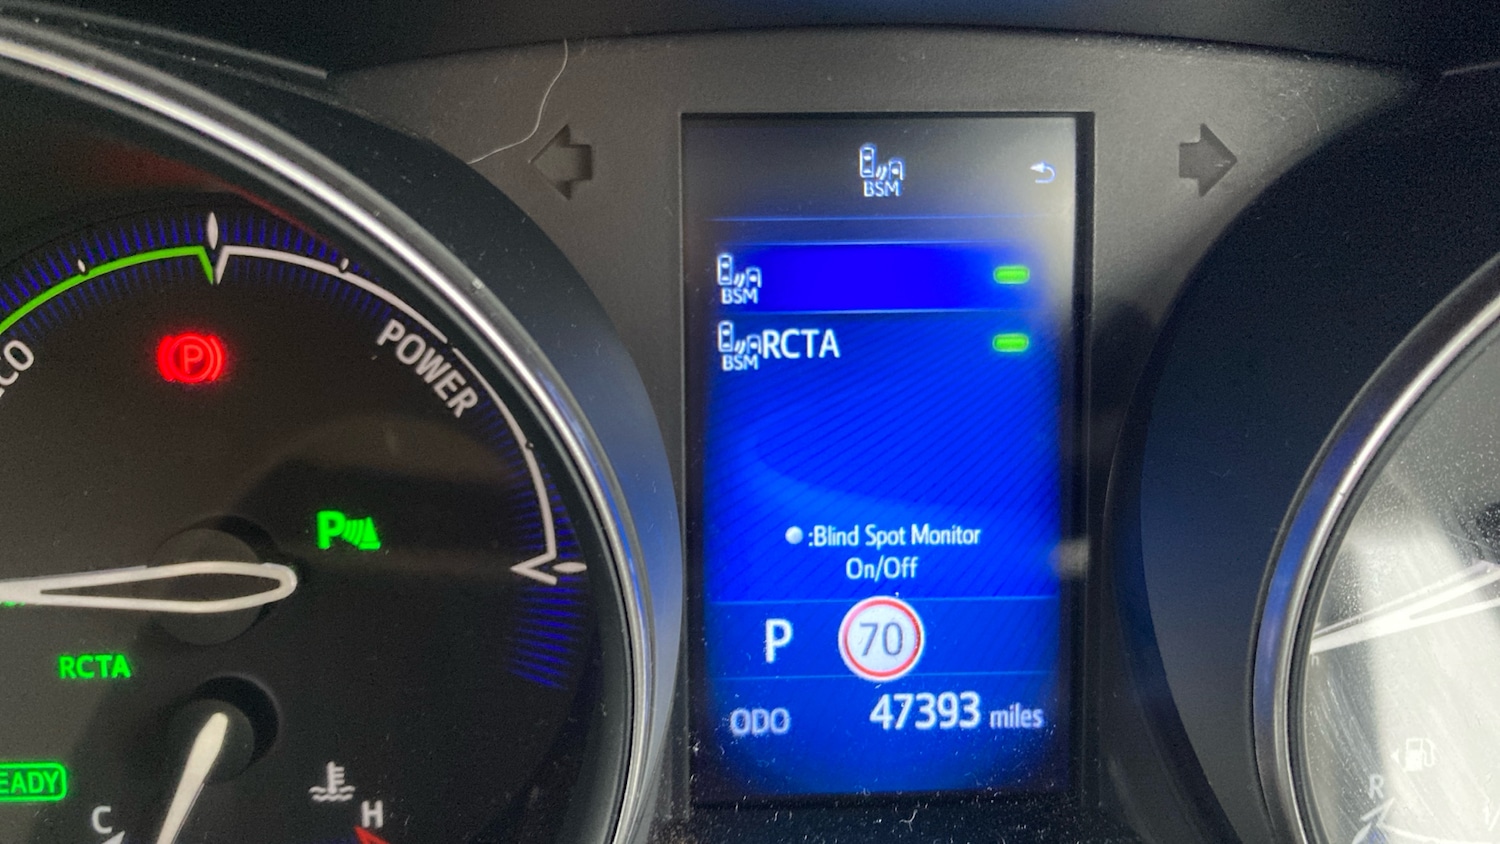 BSM
BSM
BSM RCTA
:Blind Spot Monitor
On/Off
P 70
ODO 47393 miles
ECO
POWER
P
P
RCTA
READY
C
H
R